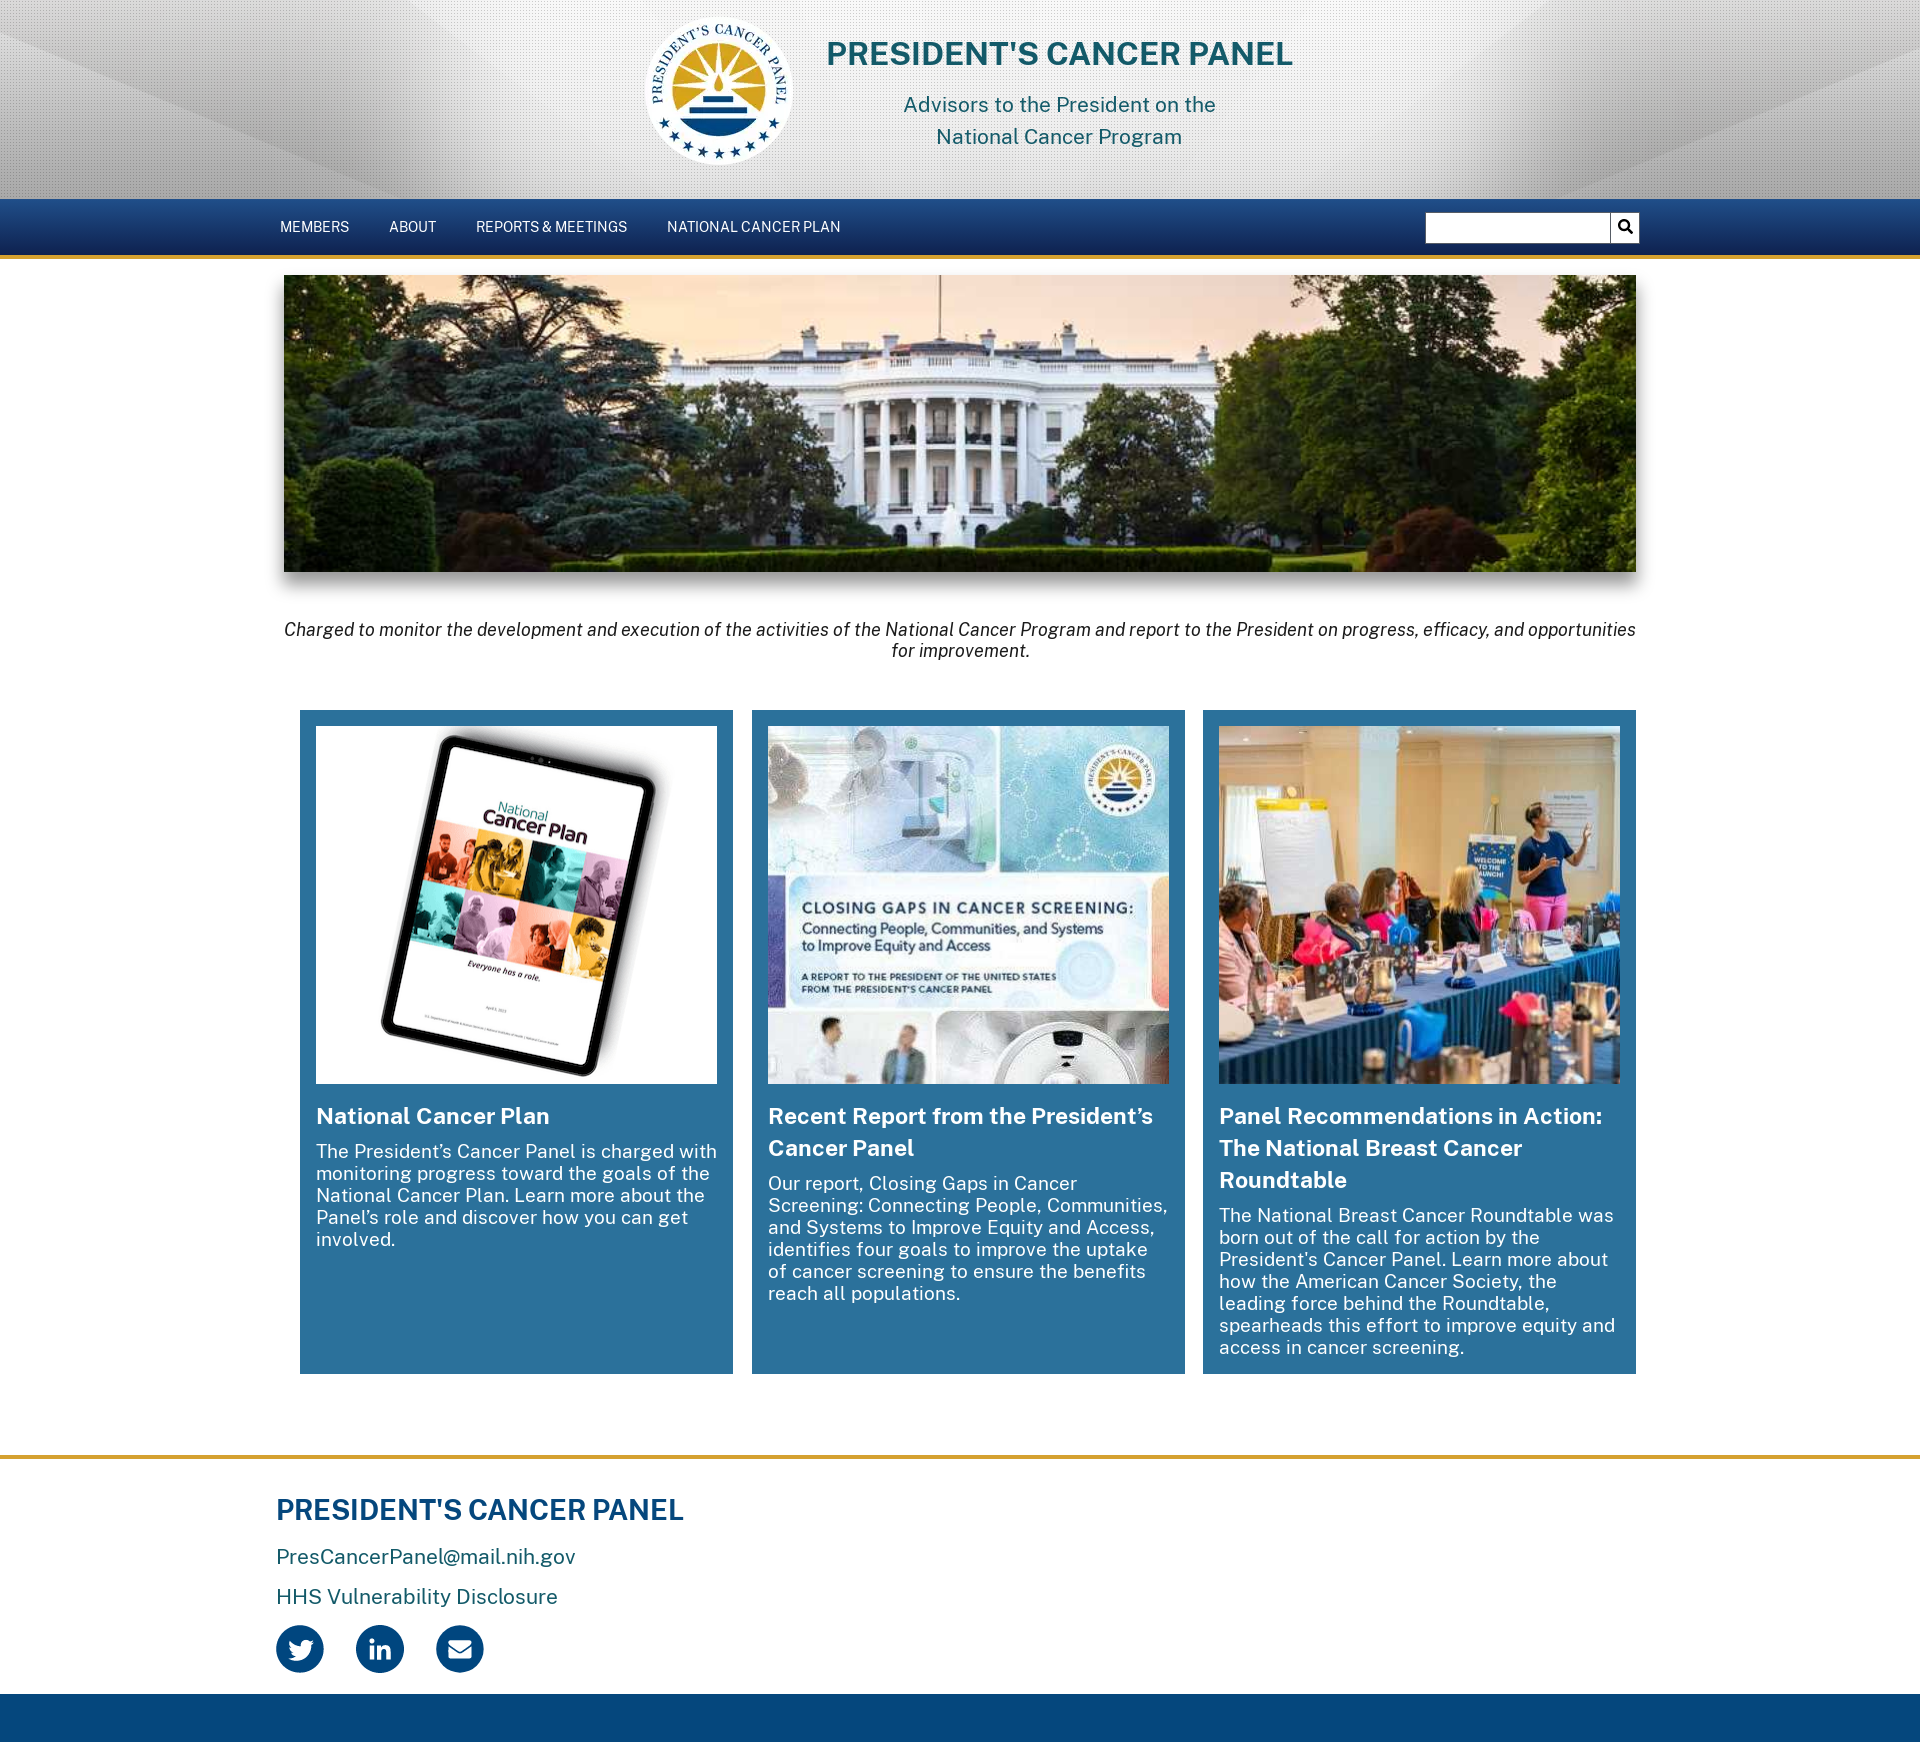 PRESIDENT'S CANCER PANEL
PRESIDENT'S CANCER PANEL
Advisors to the President on the
National Cancer Program
MEMBERS ABOUT REPORTS & MEETINGS NATIONAL CANCER PLAN
Charged to monitor the development and execution of the activities of the National Cancer Program and report to the President on progress, efficacy, and opportunities
for improvement.
National
Cancer Plan
Everyone has a role.
National Cancer Plan
The President’s Cancer Panel is charged with
monitoring progress toward the goals of the
National Cancer Plan. Learn more about the
Panel’s role and discover how you can get
involved.
PRESIDENT'S CANCER PANEL
CLOSING GAPS IN CANCER SCREENING:
Connecting People, Communities, and Systems
to Improve Equity and Access
A REPORT TO THE PRESIDENT OF THE UNITED STATES
FROM THE PRESIDENT'S CANCER PANEL
Recent Report from the President’s
Cancer Panel
Our report, Closing Gaps in Cancer
Screening: Connecting People, Communities,
and Systems to Improve Equity and Access,
identifies four goals to improve the uptake
of cancer screening to ensure the benefits
reach all populations.
WELCOME
TO THE
LAUNCH!
Panel Recommendations in Action:
The National Breast Cancer
Roundtable
The National Breast Cancer Roundtable was
born out of the call for action by the
President's Cancer Panel. Learn more about
how the American Cancer Society, the
leading force behind the Roundtable,
spearheads this effort to improve equity and
access in cancer screening.
PRESIDENT'S CANCER PANEL
PresCancerPanel@mail.nih.gov
HHS Vulnerability Disclosure
in